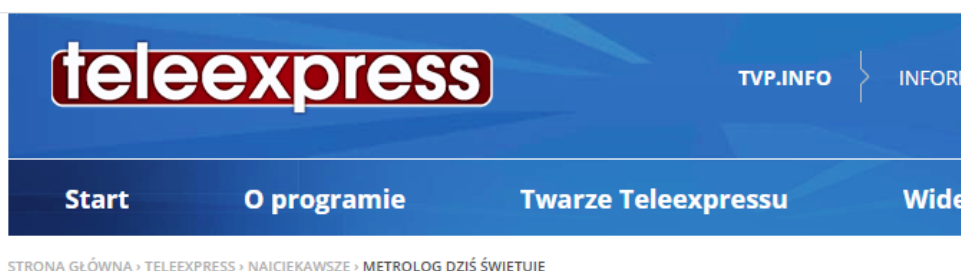 teleexpress
TVP.INFO
Start O programie Twarze Teleexpressu
STRONA GŁÓWNA › TELEEXPRESS › NAJCIEKAWSZE › METROLOG DZIŚ ŚWIĘTUJE